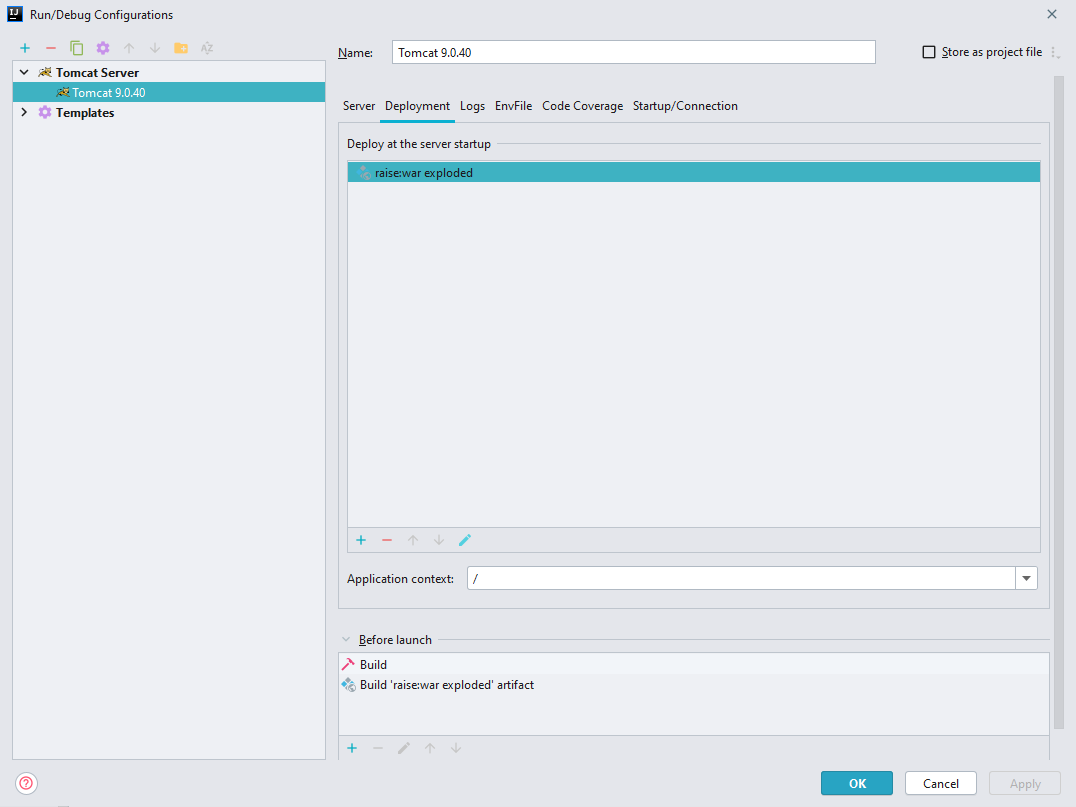 Run/Debug Configurations
Name: Tomcat 9.0.40 Store as project file
Tomcat Server
Tomcat 9.0.40
Templates
Server Deployment Logs EnvFile Code Coverage Startup/Connection
Deploy at the server startup
raise:war exploded
Application context: /
Before launch
Build
Build 'raise:war exploded' artifact
OK Cancel Apply